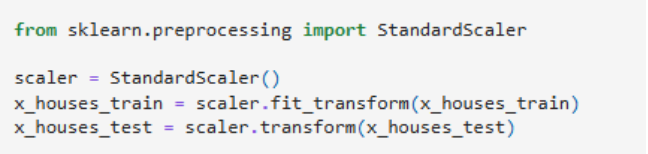 from sklearn.preprocessing import StandardScaler
scaler = StandardScaler()
x_houses_train = scaler.fit_transform(x_houses_train)
x_houses_test = scaler.transform(x_houses_test)